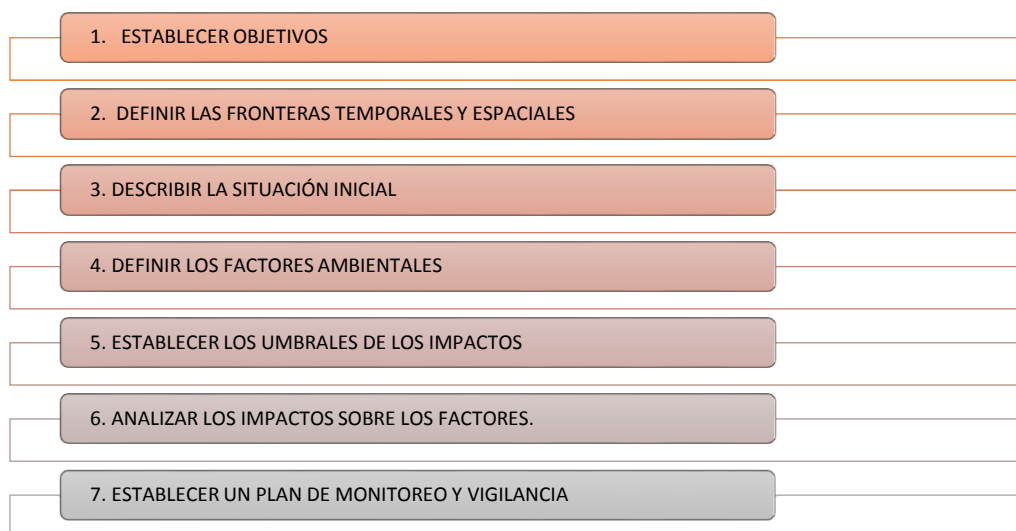 1. ESTABLECER OBJETIVOS
2. DEFINIR LAS FRONTERAS TEMPORALES Y ESPACIALES
3. DESCRIBIR LA SITUACIÓN INICIAL
4. DEFINIR LOS FACTORES AMBIENTALES
5. ESTABLECER LOS UMBRALES DE LOS IMPACTOS
6. ANALIZAR LOS IMPACTOS SOBRE LOS FACTORES.
7. ESTABLECER UN PLAN DE MONITOREO Y VIGILANCIA